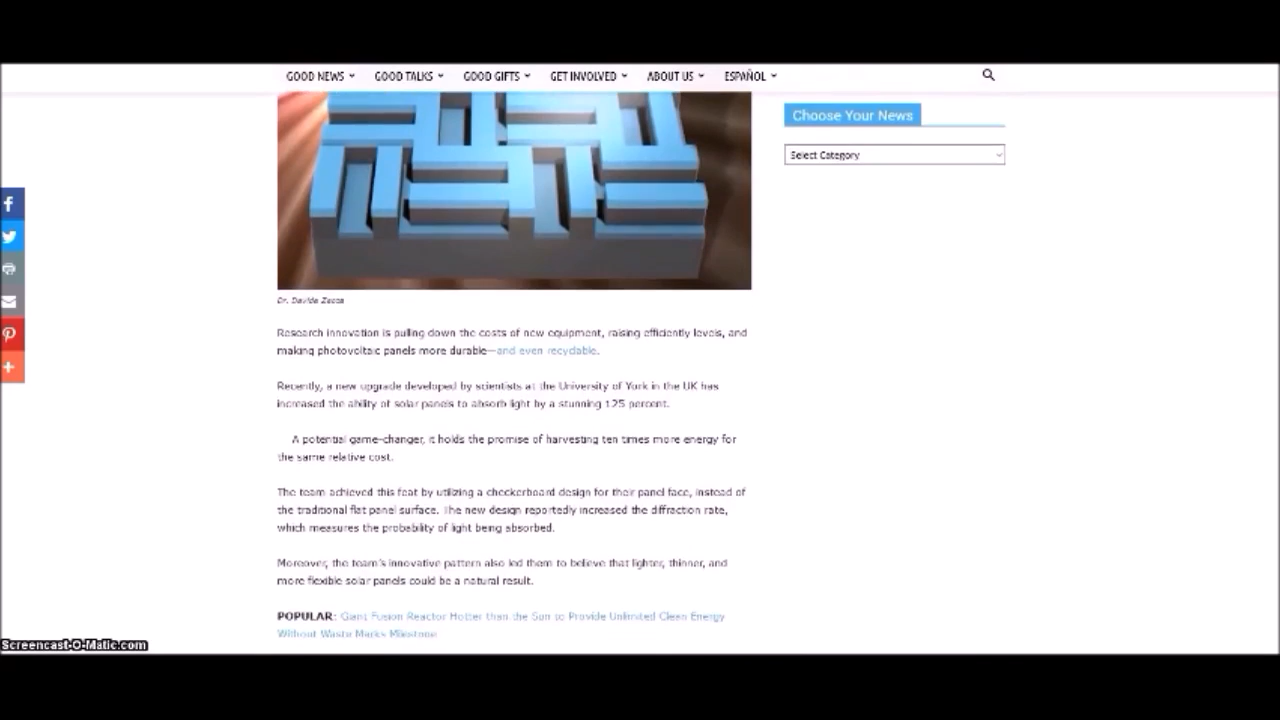 GOOD NEWS GOOD TALKS GOOD GIFTS GET INVOLVED ABOUT US ESPAÑOL
Choose Your News
Select Category
Dr. Davide Zecca
Research innovation is pulling down the costs of new equipment, raising efficiently levels, and
making photovoltaic panels more durable—and even recyclable.
Recently, a new upgrade developed by scientists at the University of York in the UK has
increased the ability of solar panels to absorb light by a stunning 125 percent.
A potential game-changer, it holds the promise of harvesting ten times more energy for
the same relative cost.
The team achieved this feat by utilizing a checkerboard design for their panel face, instead of
the traditional flat panel surface. The new design reportedly increased the diffraction rate,
which measures the probability of light being absorbed.
Moreover, the team's innovative pattern also led them to believe that lighter, thinner, and
more flexible solar panels could be a natural result.
POPULAR: Giant Fusion Reactor Hotter than the Sun to Provide Unlimited Clean Energy
Without Waste Marks Milestone
Screencast-O-Matic.com